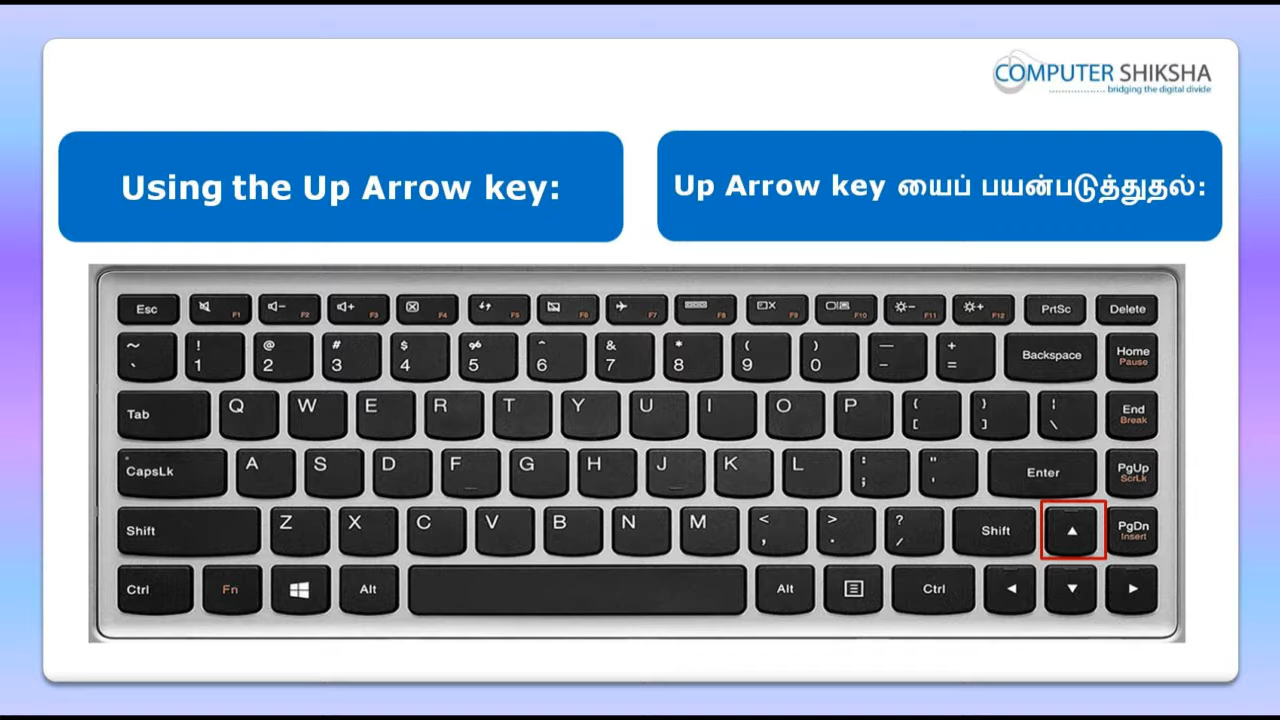 COMPUTER SHIKSHA
bridging the digital divide
Using the Up Arrow key:
Up Arrow key யைப் பயன்படுத்துதல்:
Esc F1 F2 F3 F4 F5 F6 F7 F8 F9 F10 F11 F12 PrtSc Delete
~ ` ! 1 @ 2 # 3 $ 4 % 5 ^ 6 & 7 * 8 ( 9 ) 0 — - + = Backspace Home Pause
Tab Q W E R T Y U I O P { [ } ] ¦ \ End Break
CapsLk A S D F G H J K L : ; " ' Enter PgUp ScrLk
Shift Z X C V B N M < , > . ? / Shift ▲ PgDn Insert
Ctrl Fn Alt Alt Ctrl ◄ ▼ ►